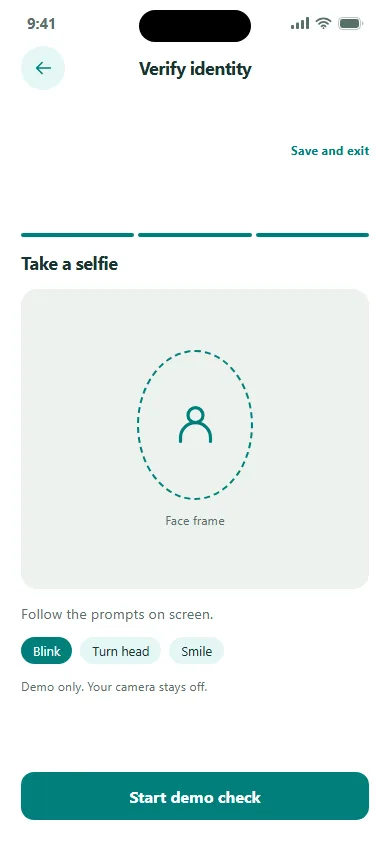 9:41
Verify identity
Save and exit
Take a selfie
Face frame
Follow the prompts on screen.
Blink Turn head Smile
Demo only. Your camera stays off.
Start demo check